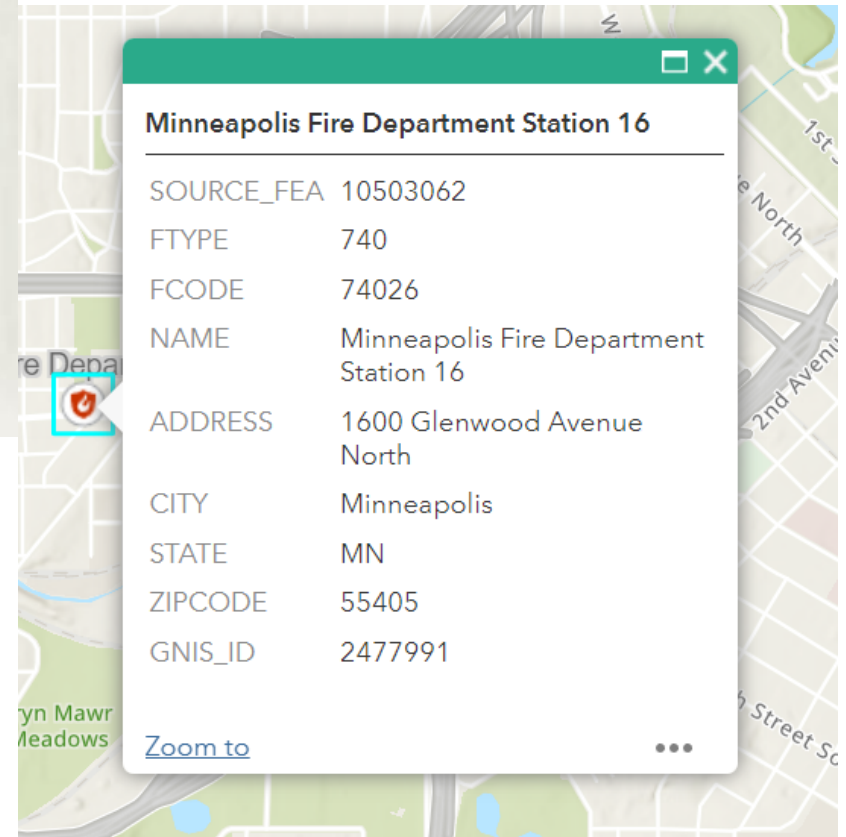 W
Minneapolis Fire Department Station 16
1st
SOURCE_FEA 10503062
e North
FTYPE 740
FCODE 74026
NAME Minneapolis Fire Department
Station 16
re Depa
2nd Avenu
ADDRESS 1600 Glenwood Avenue
North
CITY Minneapolis
STATE MN
ZIPCODE 55405
GNIS_ID 2477991
yn Mawr
Meadows
h Street So
Zoom to